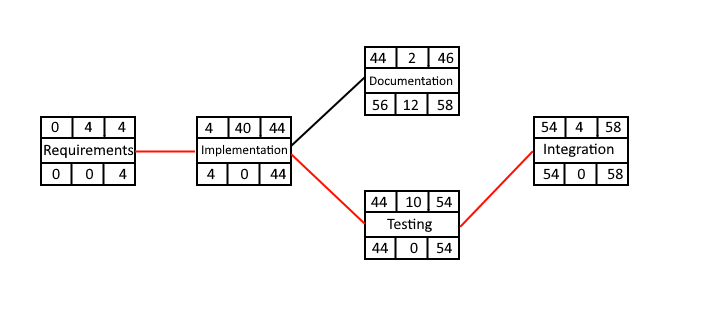 44 2 46
Documentation
56 12 58
0 4 4
Requirements
0 0 4
4 40 44
Implementation
4 0 44
54 4 58
Integration
54 0 58
44 10 54
Testing
44 0 54